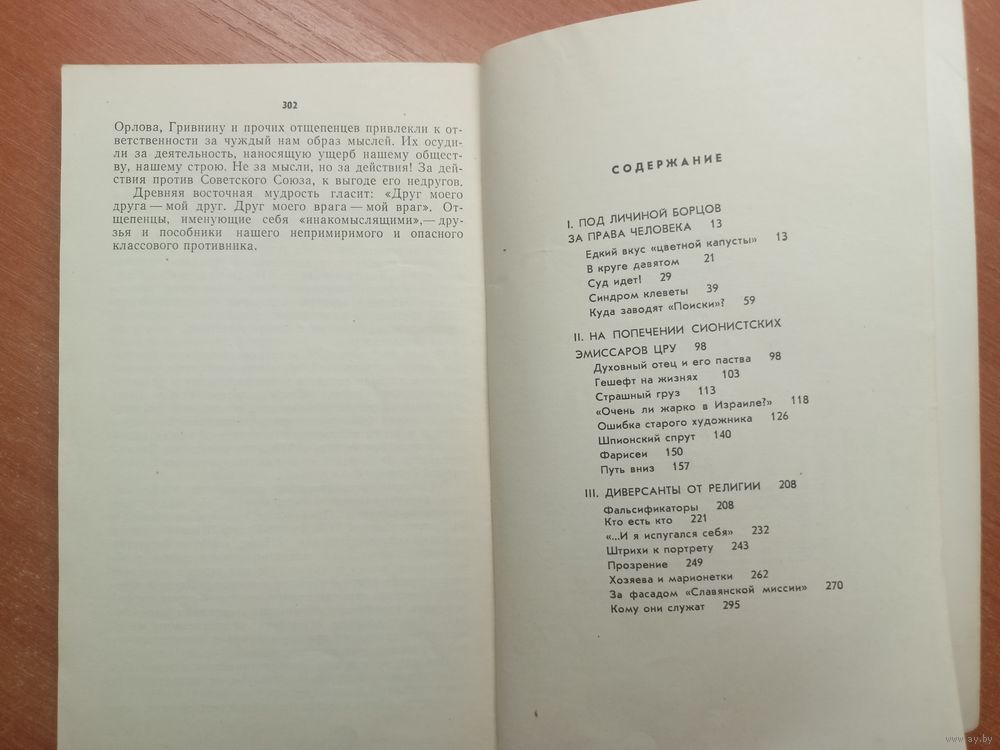 302
Орлова, Гривнину и прочих отщепенцев привлекли к от-
ветственности за чуждый нам образ мыслей. Их осуди-
ли за деятельность, наносящую ущерб нашему общест-
ву, нашему строю. Не за мысли, но за действия! За де-
йствия против Советского Союза, к выгоде его недругов.
Древняя восточная мудрость гласит: «Друг моего
друга — мой друг. Друг моего врага — мой враг». От-
щепенцы, именующие себя «инакомыслящими»,— дру-
зья и пособники нашего непримиримого и опасного
классового противника.
СОДЕРЖАНИЕ
I. ПОД ЛИЧИНОЙ БОРЦОВ
ЗА ПРАВА ЧЕЛОВЕКА 13
Едкий вкус «цветной капусты» 13
В круге девятом 21
Суд идет! 29
Синдром клеветы 39
Куда заводят «Поиски»? 59
II. НА ПОПЕЧЕНИИ СИОНИСТСКИХ
ЭМИССАРОВ ЦРУ 98
Духовный отец и его паства 98
Гешефт на жизнях 103
Страшный груз 113
«Очень ли жарко в Израиле?» 118
Ошибка старого художника 126
Шпионский спрут 140
Фарисеи 150
Путь вниз 157
III. ДИВЕРСАНТЫ ОТ РЕЛИГИИ 208
Фальсификаторы 208
Кто есть кто 221
«...И я испугался себя» 232
Штрихи к портрету 243
Прозрение 249
Хозяева и марионетки 262
За фасадом «Славянской миссии» 270
Кому они служат 295
www.ay.by